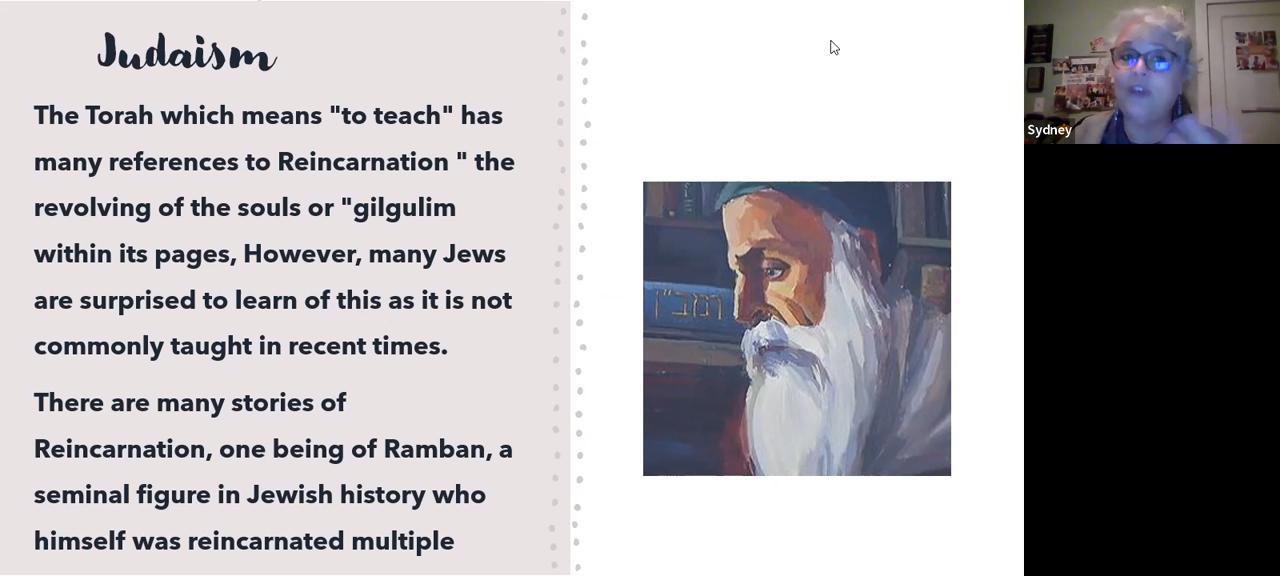 Judaism
The Torah which means "to teach" has
many references to Reincarnation " the
revolving of the souls or "gilgulim
within its pages, However, many Jews
are surprised to learn of this as it is not
commonly taught in recent times.
There are many stories of
Reincarnation, one being of Ramban, a
seminal figure in Jewish history who
himself was reincarnated multiple
רמב"ן
Sydney